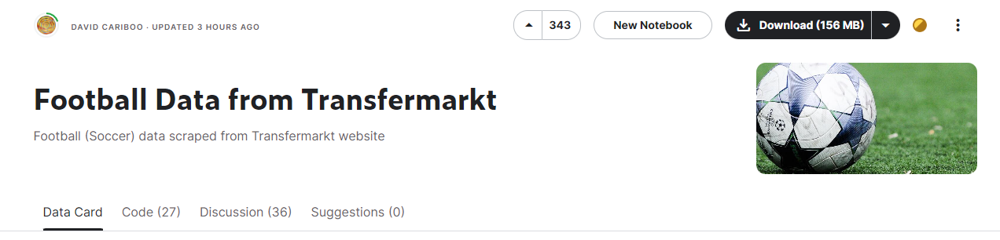 DAVID CARIBOO · UPDATED 3 HOURS AGO
343
New Notebook
Download (156 MB)
Football Data from Transfermarkt
Football (Soccer) data scraped from Transfermarkt website
Data Card Code (27) Discussion (36) Suggestions (0)